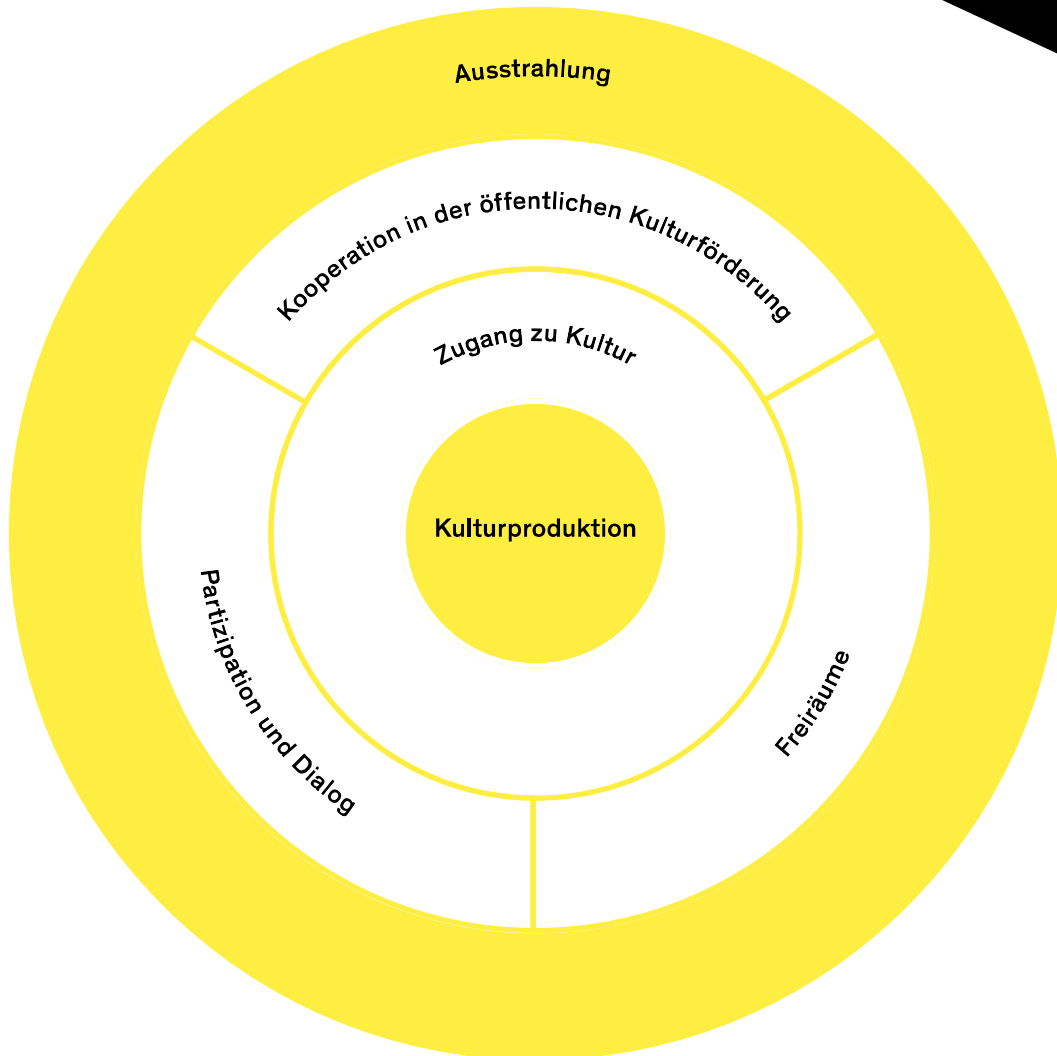 Ausstrahlung
Kooperation in der öffentlichen Kulturförderung
Zugang zu Kultur
Kulturproduktion
Partizipation und Dialog
Freiräume